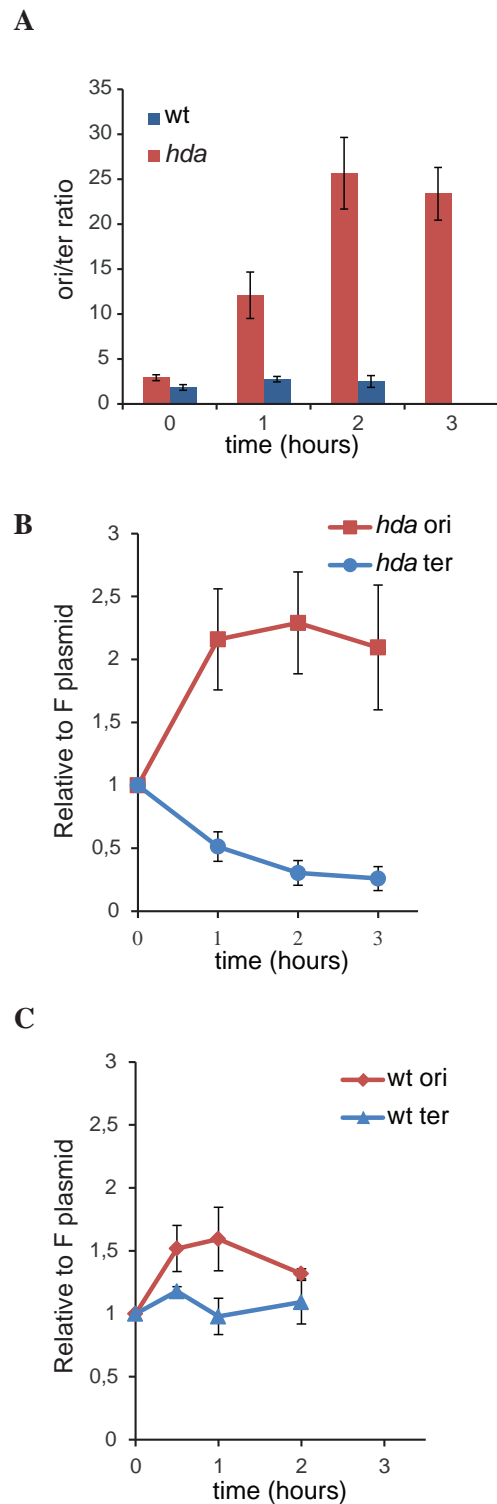 A
wt
hda
ori/ter ratio
35
30
25
20
15
10
5
0
0 1 2 3
time (hours)
B
hda ori
hda ter
Relative to F plasmid
3
2,5
2
1,5
1
0,5
0
0 1 2 3
time (hours)
C
wt ori
wt ter
Relative to F plasmid
3
2,5
2
1,5
1
0,5
0
0 1 2 3
time (hours)